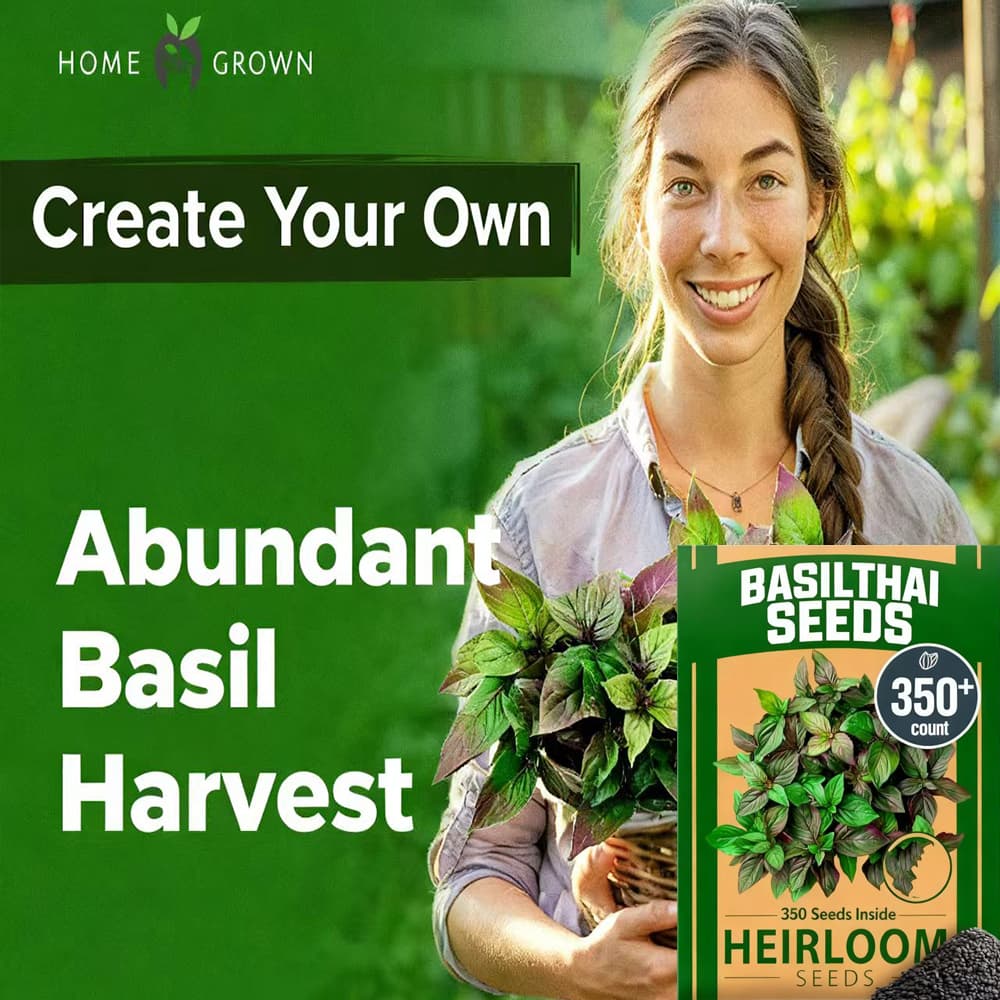 HOME GROWN
Create Your Own
Abundant
Basil
Harvest
BASILTHAI
SEEDS
350+
count
350 Seeds Inside
HEIRLOOM
SEEDS